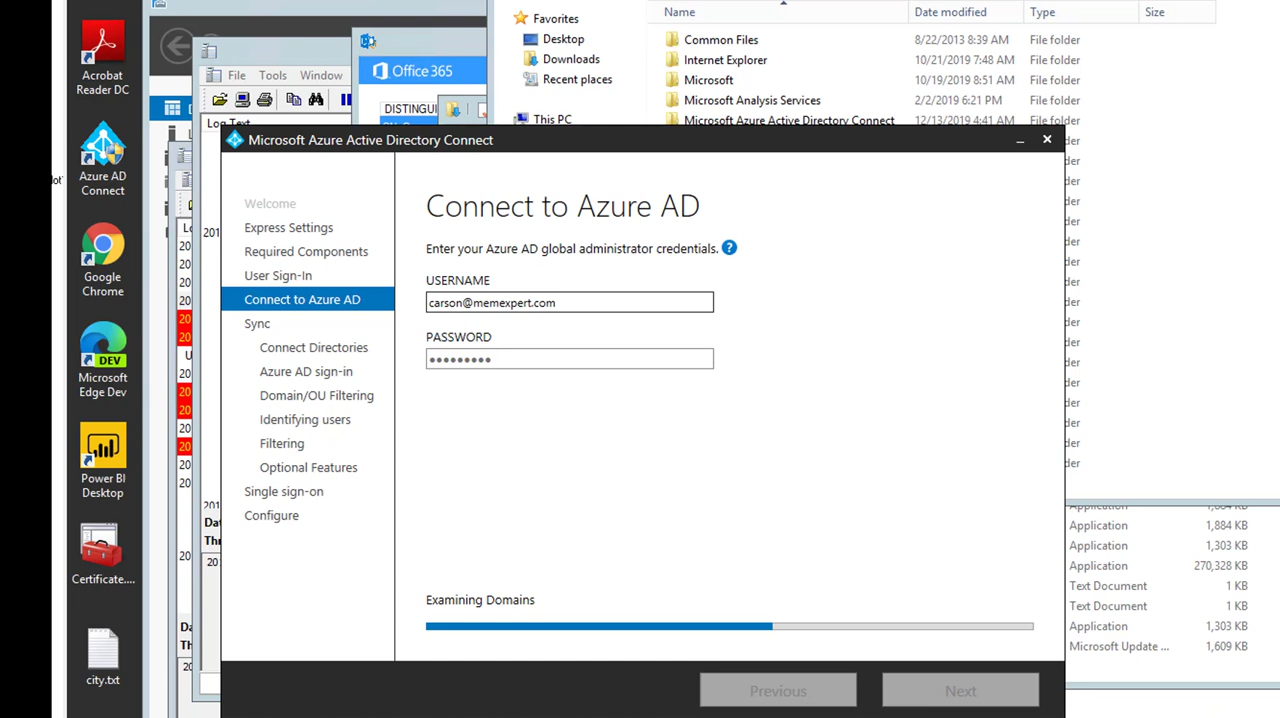 Acrobat
Reader DC
Azure AD
Connect
Google
Chrome
DEV
Microsoft
Edge Dev
Power BI
Desktop
Certificate....
city.txt
File Tools Window
Log Text
Office 365
DISTINGUI
Favorites
Desktop
Downloads
Recent places
This PC
Name Date modified Type Size
Common Files 8/22/2013 8:39 AM File folder
Internet Explorer 10/21/2019 7:48 AM File folder
Microsoft 10/19/2019 8:51 AM File folder
Microsoft Analysis Services 2/2/2019 6:21 PM File folder
Microsoft Azure Active Directory Connect 12/13/2019 4:41 AM File folder
Microsoft Azure Active Directory Connect
Welcome
Express Settings
Required Components
User Sign-In
Connect to Azure AD
Sync
Connect Directories
Azure AD sign-in
Domain/OU Filtering
Identifying users
Filtering
Optional Features
Single sign-on
Configure
Connect to Azure AD
Enter your Azure AD global administrator credentials. ?
USERNAME
carson@memexpert.com
PASSWORD
•••••••••
Examining Domains
Previous Next
Application 1,884 KB
Application 1,303 KB
Application 270,328 KB
Text Document 1 KB
Text Document 1 KB
Application 1,303 KB
Microsoft Update ... 1,609 KB